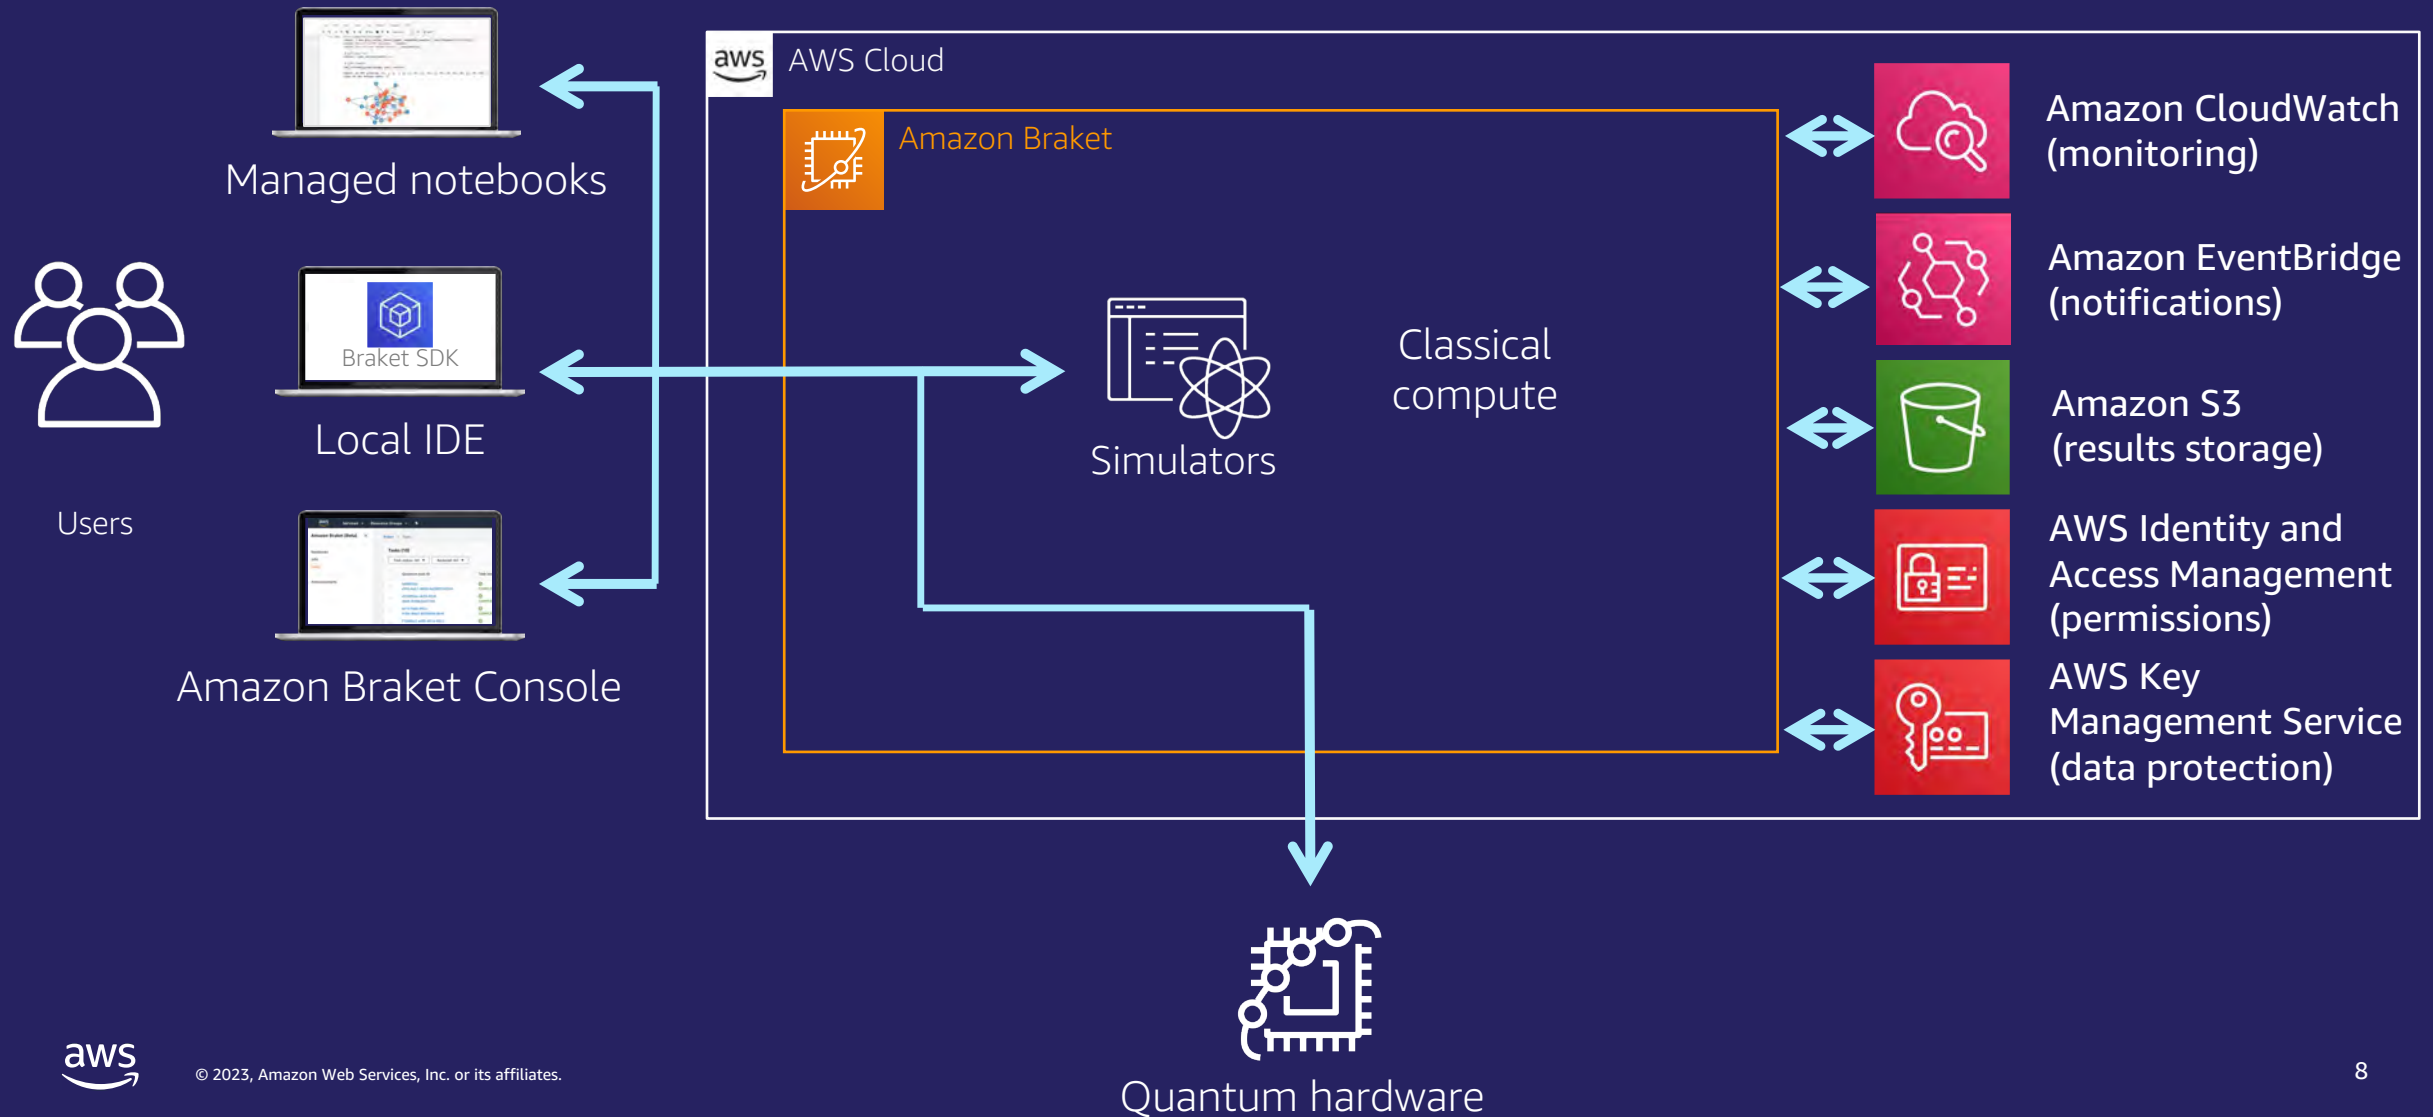 Managed notebooks
Users
Braket SDK
Local IDE
Amazon Braket Console
aws
AWS Cloud
Amazon Braket
Simulators
Classical
compute
Amazon CloudWatch
(monitoring)
Amazon EventBridge
(notifications)
Amazon S3
(results storage)
AWS Identity and
Access Management
(permissions)
AWS Key
Management Service
(data protection)
Quantum hardware
aws
© 2023, Amazon Web Services, Inc. or its affiliates.
8